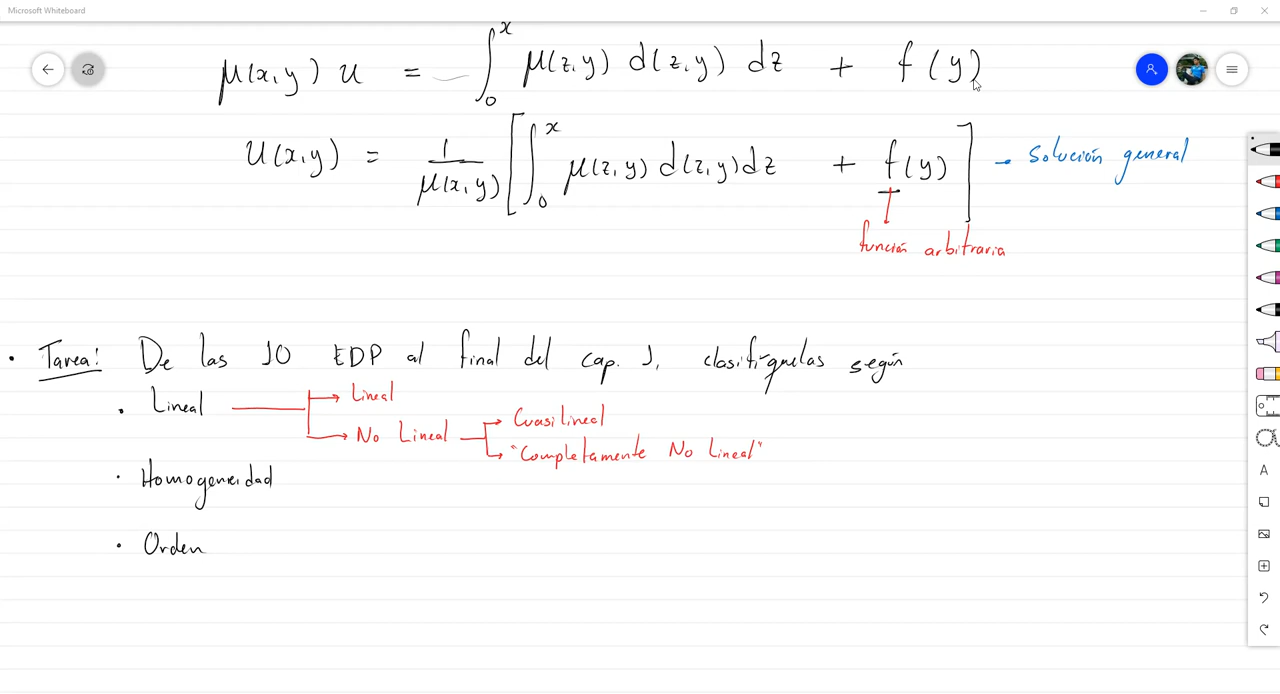 Microsoft Whiteboard
μ(x,y) u = ∫₀ˣ μ(z,y) d(z,y) dz + f(y)
u(x,y) = 1/μ(x,y) [∫₀ˣ μ(z,y) d(z,y) dz + f(y)] → Solución general
función arbitraria
• Tarea: De las 10 EDP al final del cap. 1, clasifíquelas según
• Lineal → Lineal
→ No Lineal → Cuasilineal
→ "Completamente No Lineal"
• Homogeneidad
• Orden
A